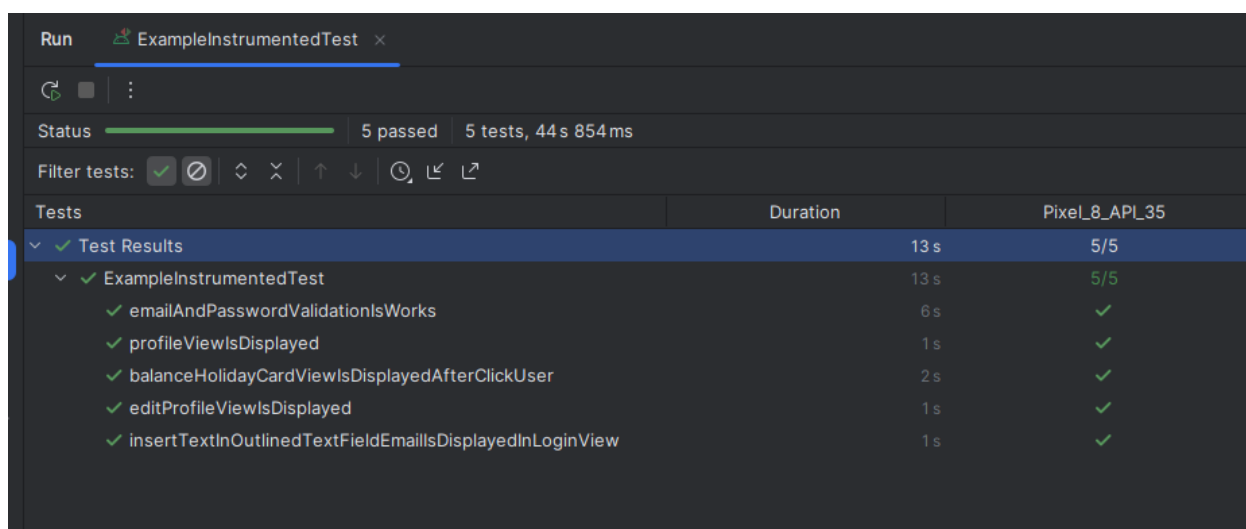 Run ExampleInstrumentedTest ×
Status 5 passed 5 tests, 44 s 854 ms
Filter tests:
Tests Duration Pixel_8_API_35
Test Results 13 s 5/5
ExampleInstrumentedTest 13 s 5/5
emailAndPasswordValidationIsWorks 6 s
profileViewIsDisplayed 1 s
balanceHolidayCardViewIsDisplayedAfterClickUser 2 s
editProfileViewIsDisplayed 1 s
insertTextInOutlinedTextFieldEmailIsDisplayedInLoginView 1 s